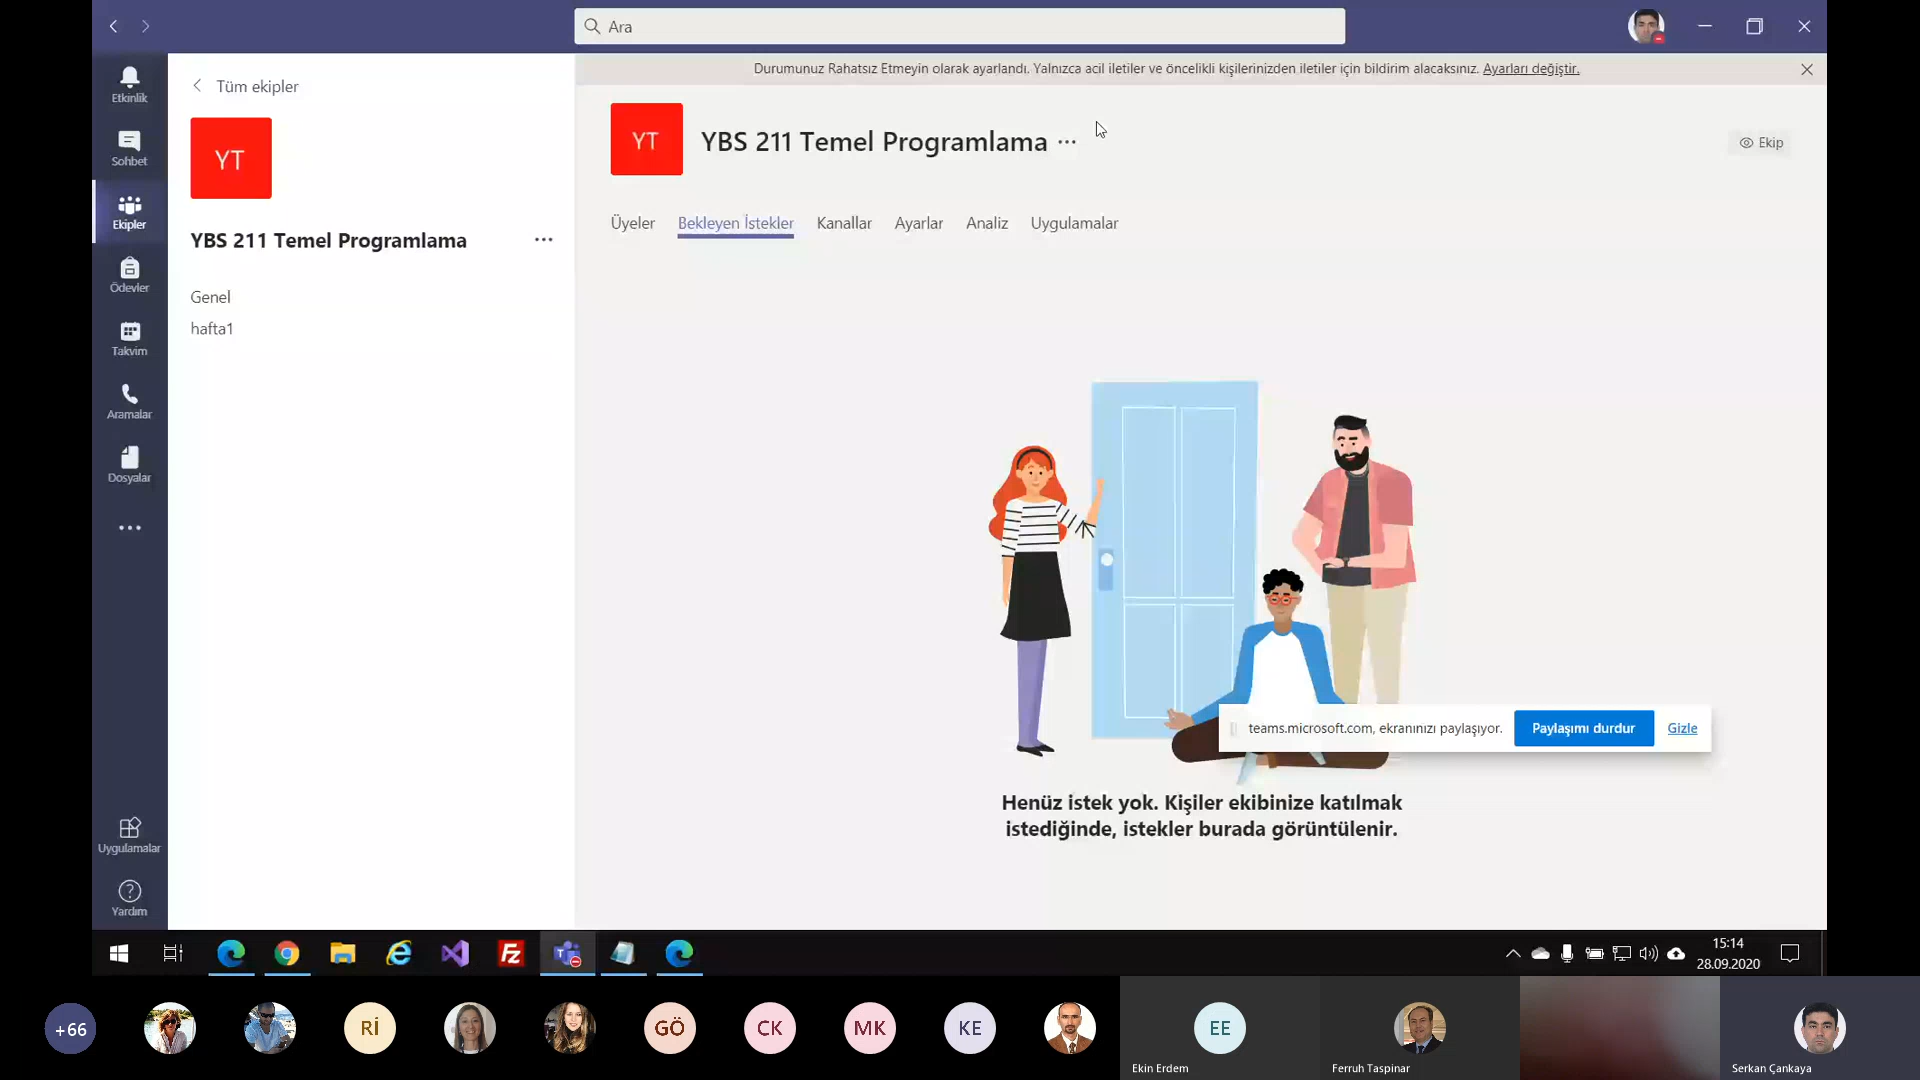 Ara
Durumunuz Rahatsız Etmeyin olarak ayarlandı. Yalnızca acil iletiler ve öncelikli kişilerinizden iletiler için bildirim alacaksınız. Ayarları değiştir.
Etkinlik
Sohbet
Ekipler
Ödevler
Takvim
Aramalar
Dosyalar
Uygulamalar
Yardım
Tüm ekipler
YT
YBS 211 Temel Programlama
Genel
hafta1
YT
YBS 211 Temel Programlama
Ekip
Üyeler
Bekleyen İstekler
Kanallar
Ayarlar
Analiz
Uygulamalar
teams.microsoft.com, ekranınızı paylaşıyor.
Paylaşımı durdur
Gizle
Henüz istek yok. Kişiler ekibinize katılmak
istediğinde, istekler burada görüntülenir.
15:14
28.09.2020
+66
Rİ
GÖ
CK
MK
KE
EE
Ekin Erdem
Ferruh Taspinar
Serkan Çankaya